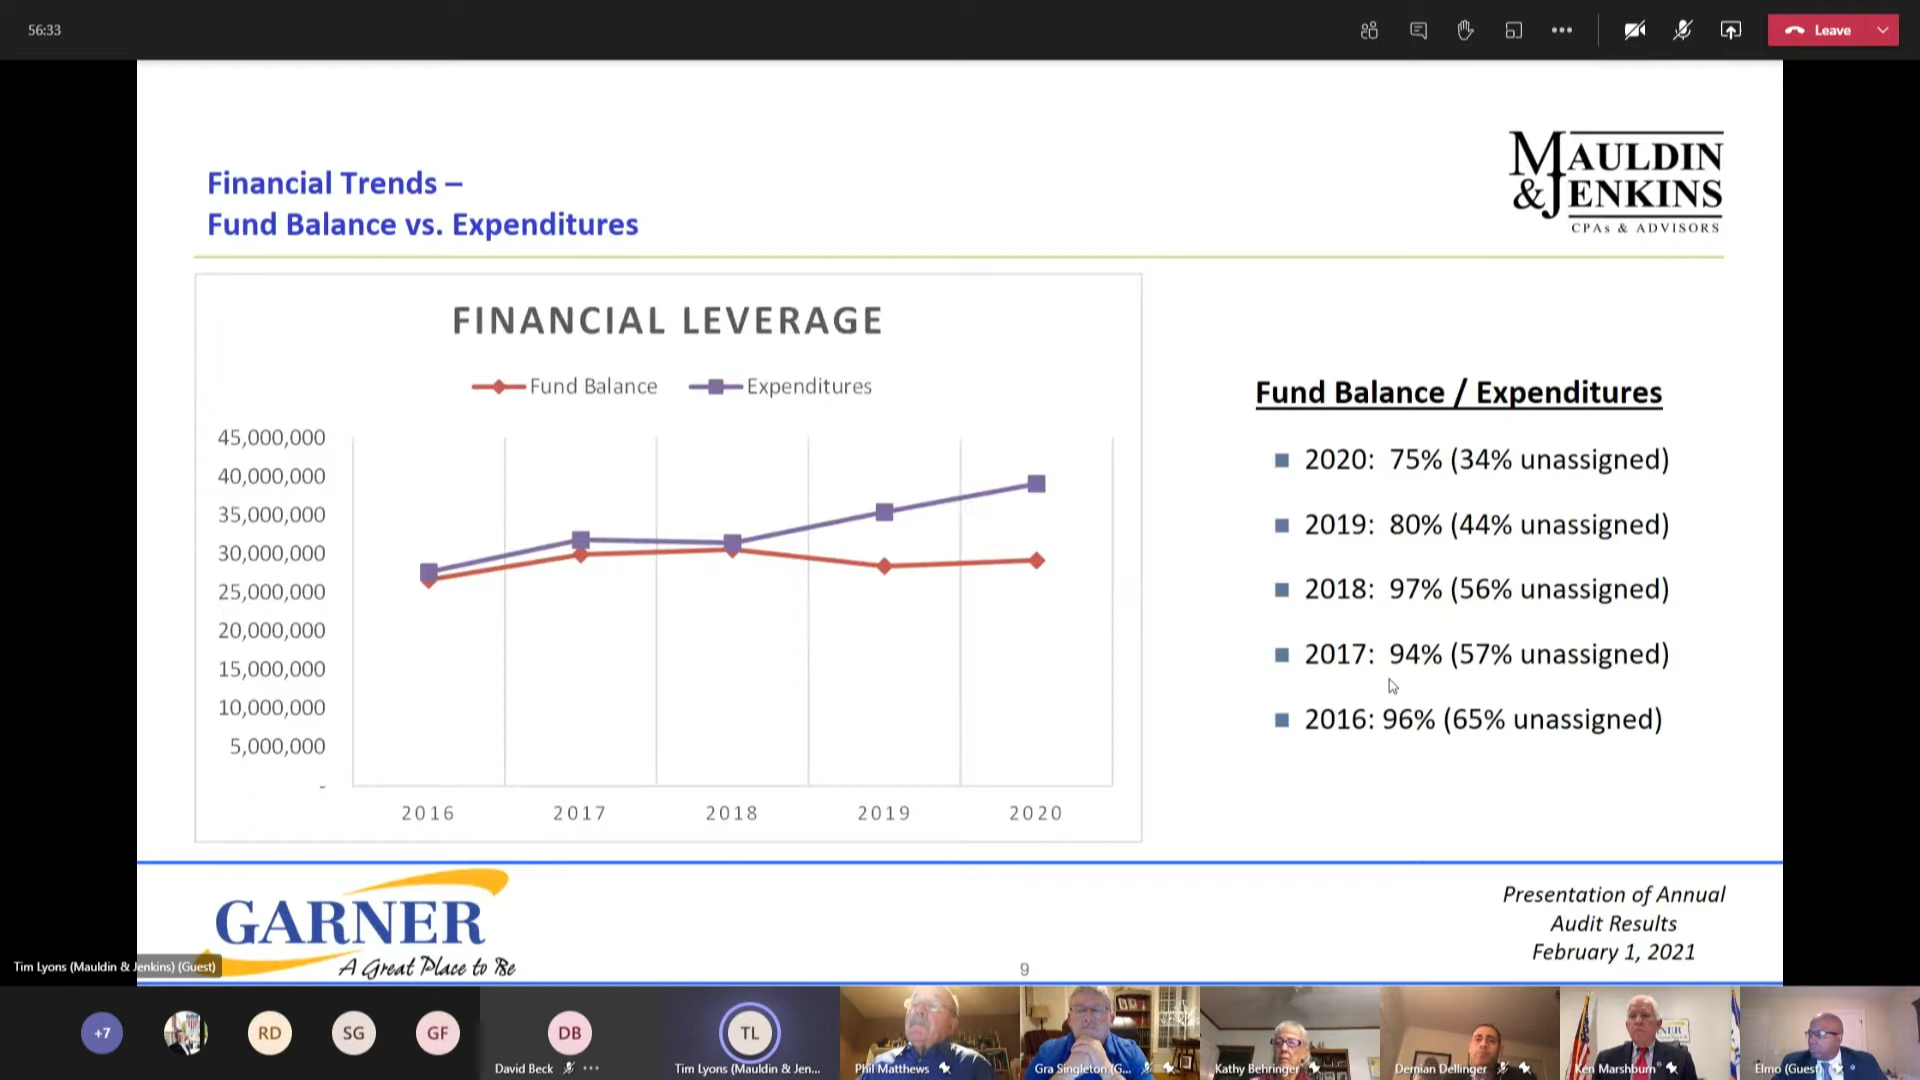 56:33
Leave
Financial Trends –
Fund Balance vs. Expenditures
MAULDIN
& JENKINS
CPAs & ADVISORS
FINANCIAL LEVERAGE
Fund Balance
Expenditures
45,000,000
40,000,000
35,000,000
30,000,000
25,000,000
20,000,000
15,000,000
10,000,000
5,000,000
-
2016 2017 2018 2019 2020
Fund Balance / Expenditures
2020: 75% (34% unassigned)
2019: 80% (44% unassigned)
2018: 97% (56% unassigned)
2017: 94% (57% unassigned)
2016: 96% (65% unassigned)
GARNER
A Great Place to Be
9
Presentation of Annual
Audit Results
February 1, 2021
Tim Lyons (Mauldin & Jenkins) (Guest)
+7
RD
SG
GF
DB
TL
David Beck
Tim Lyons (Mauldin & Jen...
Phil Matthews
Gra Singleton (G...
Kathy Behringer
Demian Dellinger
Ken Marshburn
Elmo (Guest)